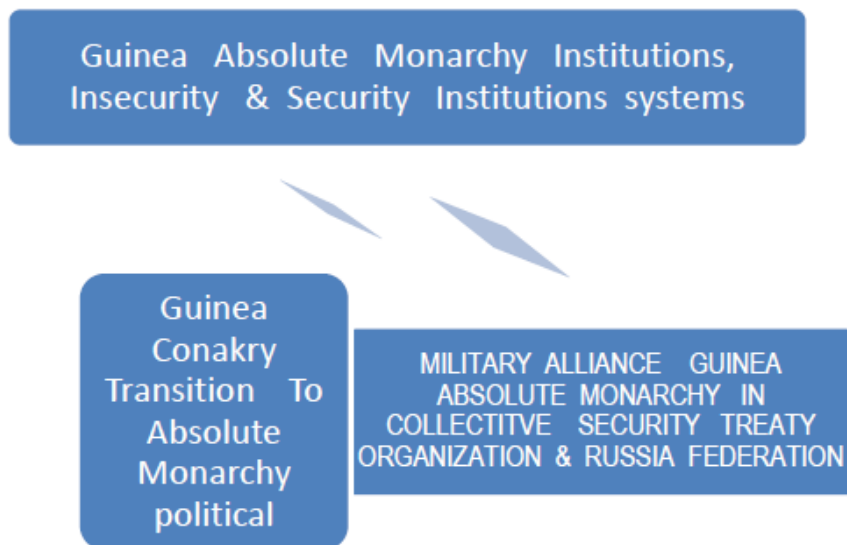 Guinea Absolute Monarchy Institutions,
Insecurity & Security Institutions systems
Guinea
Conakry
Transition To
Absolute
Monarchy
political
MILITARY ALLIANCE GUINEA
ABSOLUTE MONARCHY IN
COLLECTITVE SECURITY TREATY
ORGANIZATION & RUSSIA FEDERATION